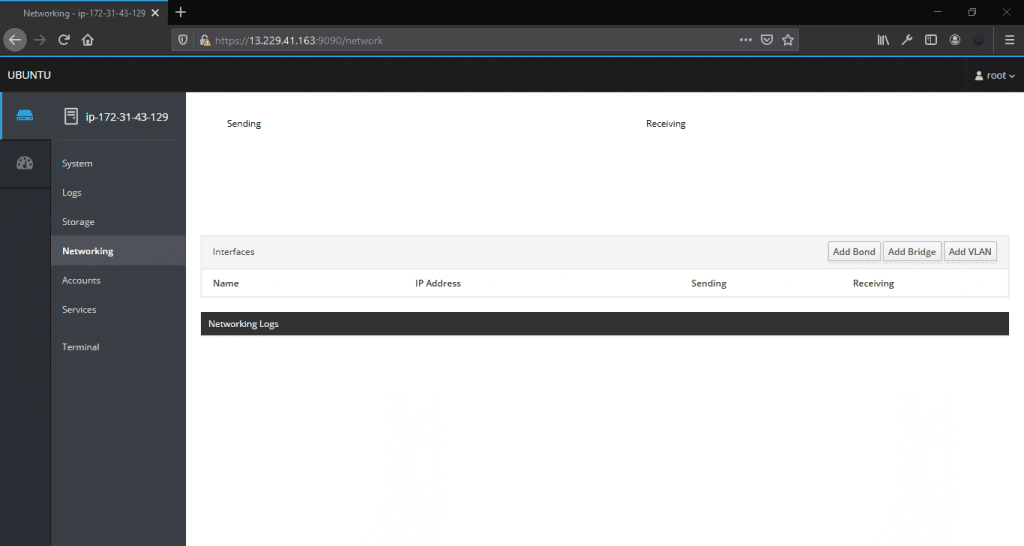 Networking - ip-172-31-43-129
https://13.229.41.163:9090/network
UBUNTU
root
ip-172-31-43-129
System
Logs
Storage
Networking
Accounts
Services
Terminal
Sending Receiving
Interfaces Add Bond Add Bridge Add VLAN
Name IP Address Sending Receiving
Networking Logs